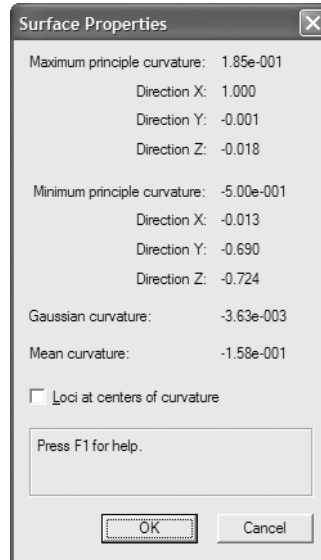 Surface Properties
Maximum principle curvature: 1.85e-001
Direction X: 1.000
Direction Y: -0.001
Direction Z: -0.018
Minimum principle curvature: -5.00e-001
Direction X: -0.013
Direction Y: -0.690
Direction Z: -0.724
Gaussian curvature: -3.63e-003
Mean curvature: -1.58e-001
Loci at centers of curvature
Press F1 for help.
OK Cancel